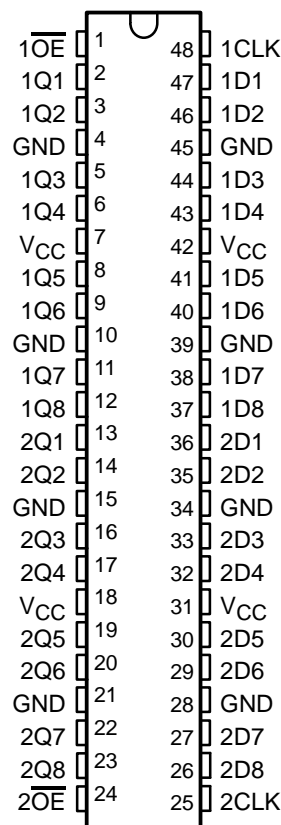 1O̅E̅ 1 48 1CLK
1Q1 2 47 1D1
1Q2 3 46 1D2
GND 4 45 GND
1Q3 5 44 1D3
1Q4 6 43 1D4
VCC 7 42 VCC
1Q5 8 41 1D5
1Q6 9 40 1D6
GND 10 39 GND
1Q7 11 38 1D7
1Q8 12 37 1D8
2Q1 13 36 2D1
2Q2 14 35 2D2
GND 15 34 GND
2Q3 16 33 2D3
2Q4 17 32 2D4
VCC 18 31 VCC
2Q5 19 30 2D5
2Q6 20 29 2D6
GND 21 28 GND
2Q7 22 27 2D7
2Q8 23 26 2D8
2O̅E̅ 24 25 2CLK